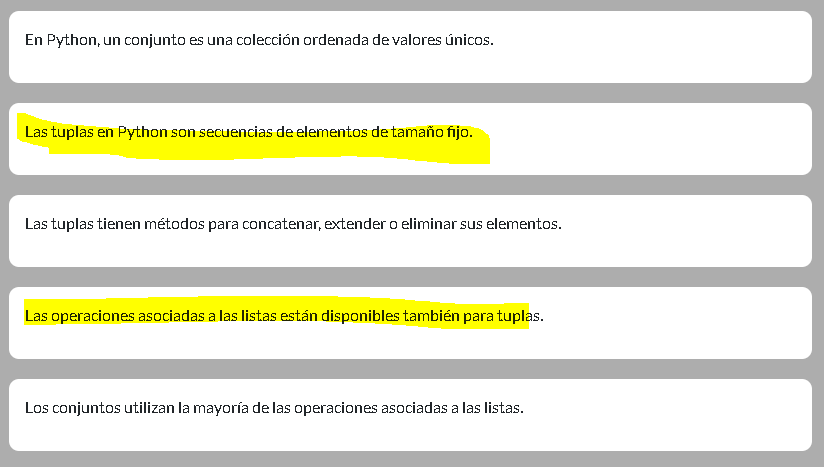 En Python, un conjunto es una colección ordenada de valores únicos.
Las tuplas en Python son secuencias de elementos de tamaño fijo.
Las tuplas tienen métodos para concatenar, extender o eliminar sus elementos.
Las operaciones asociadas a las listas están disponibles también para tuplas.
Los conjuntos utilizan la mayoría de las operaciones asociadas a las listas.